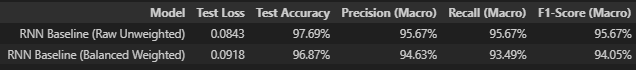 Model Test Loss Test Accuracy Precision (Macro) Recall (Macro) F1-Score (Macro)
RNN Baseline (Raw Unweighted) 0.0843 97.69% 95.67% 95.67% 95.67%
RNN Baseline (Balanced Weighted) 0.0918 96.87% 94.63% 93.49% 94.05%